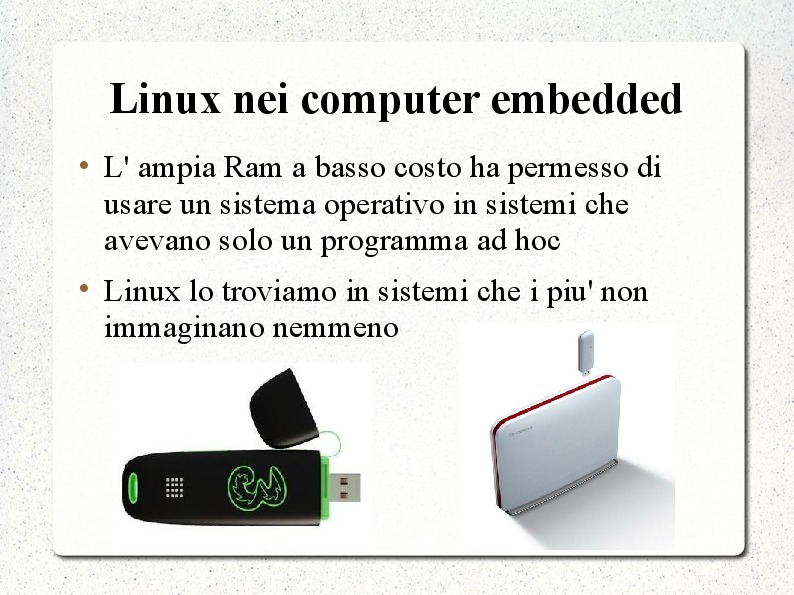 Linux nei computer embedded
L' ampia Ram a basso costo ha permesso di
usare un sistema operativo in sistemi che
avevano solo un programma ad hoc
Linux lo troviamo in sistemi che i piu' non
immaginano nemmeno
3